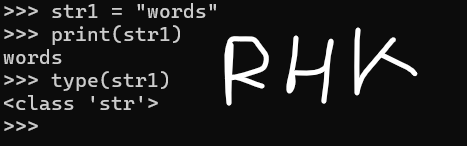 >>> str1 = "words"
>>> print(str1)
words
>>> type(str1)
<class 'str'>
>>>
RHK